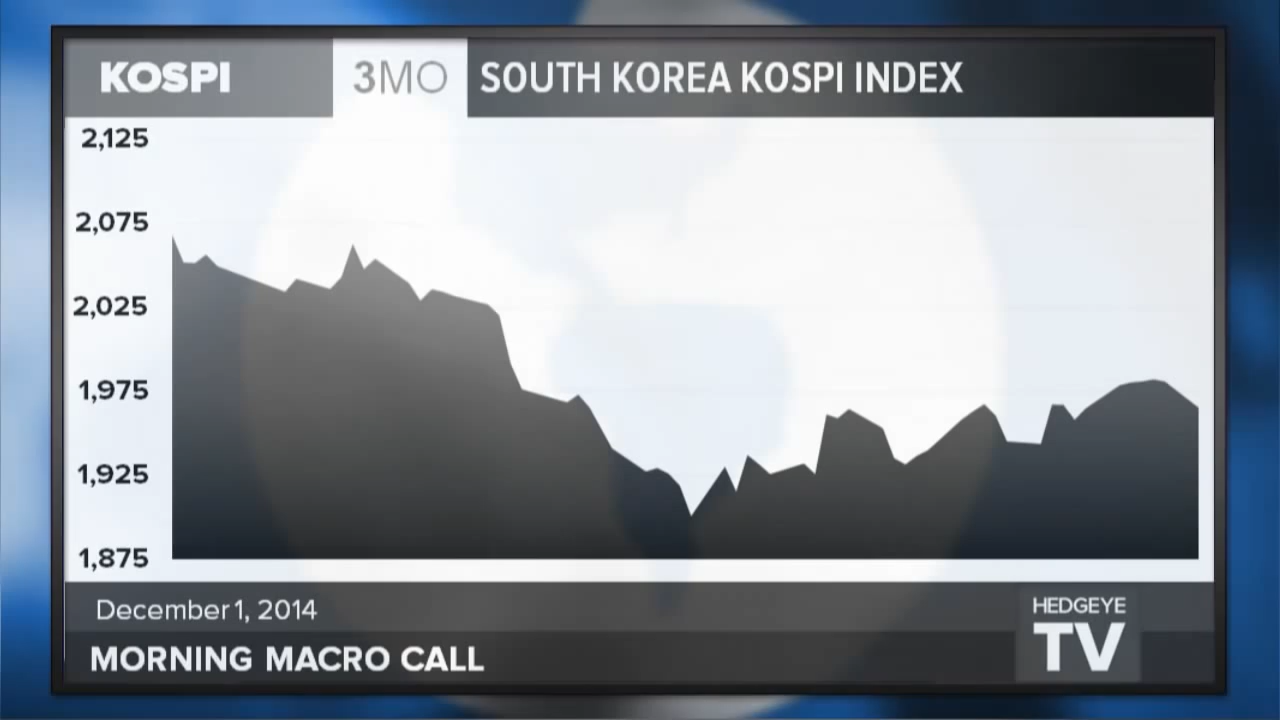 KOSPI 3MO SOUTH KOREA KOSPI INDEX
2,125
2,075
2,025
1,975
1,925
1,875
December 1, 2014
MORNING MACRO CALL
HEDGEYE
TV